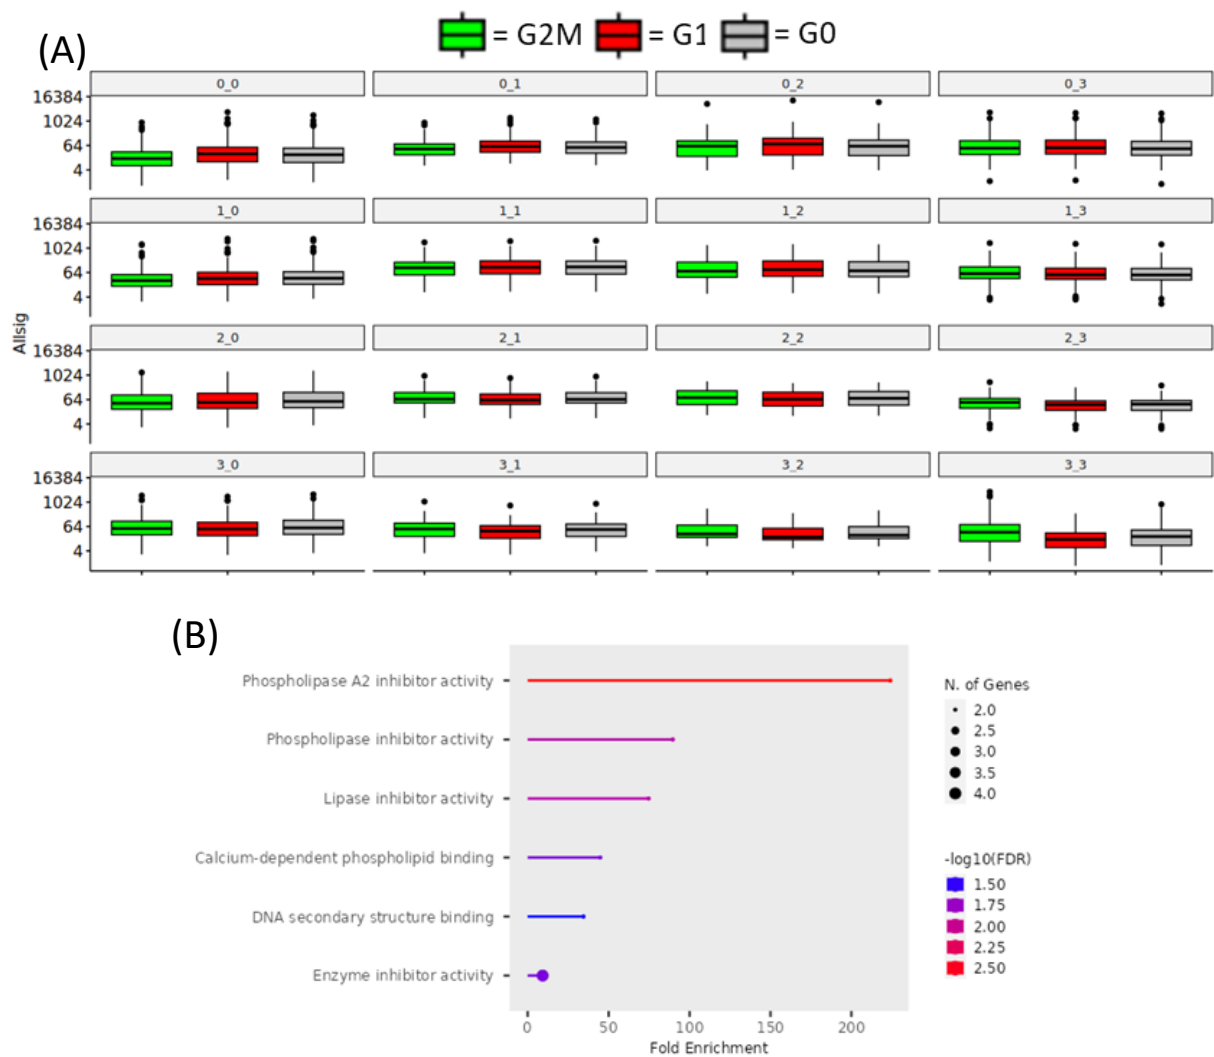 (A)
= G2M = G1 = G0
0_0 0_1 0_2 0_3
16384
1024
64
4
1_0 1_1 1_2 1_3
16384
1024
64
4
Allsig
2_0 2_1 2_2 2_3
16384
1024
64
4
3_0 3_1 3_2 3_3
16384
1024
64
4
(B)
Phospholipase A2 inhibitor activity
Phospholipase inhibitor activity
Lipase inhibitor activity
Calcium-dependent phospholipid binding
DNA secondary structure binding
Enzyme inhibitor activity
0 50 100 150 200
Fold Enrichment
N. of Genes
2.0
2.5
3.0
3.5
4.0
-log10(FDR)
1.50
1.75
2.00
2.25
2.50